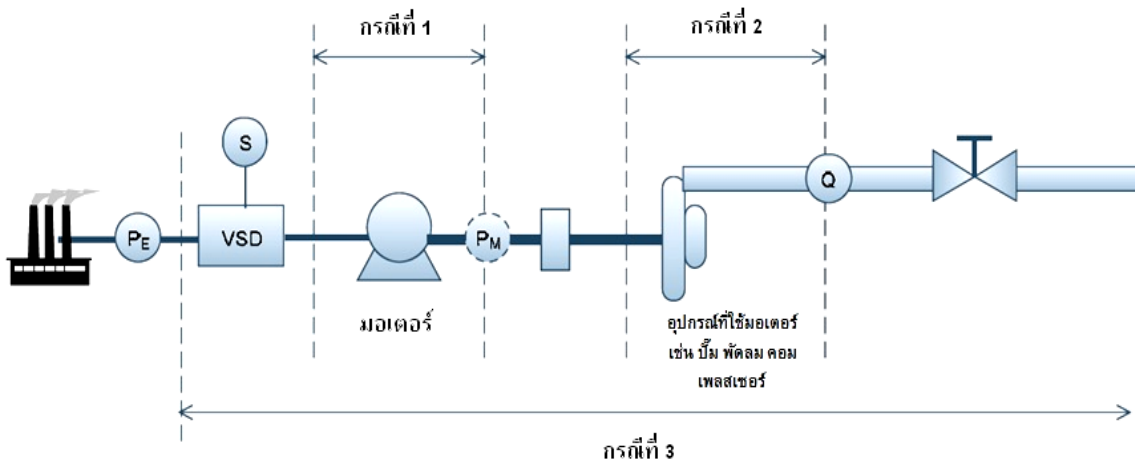 กรณีที่ 1
กรณีที่ 2
S
Q
P_E
VSD
P_M
มอเตอร์
อุปกรณ์ที่ใช้มอเตอร์
เช่น ปั๊ม พัดลม คอม
เพลสเซอร์
กรณีที่ 3